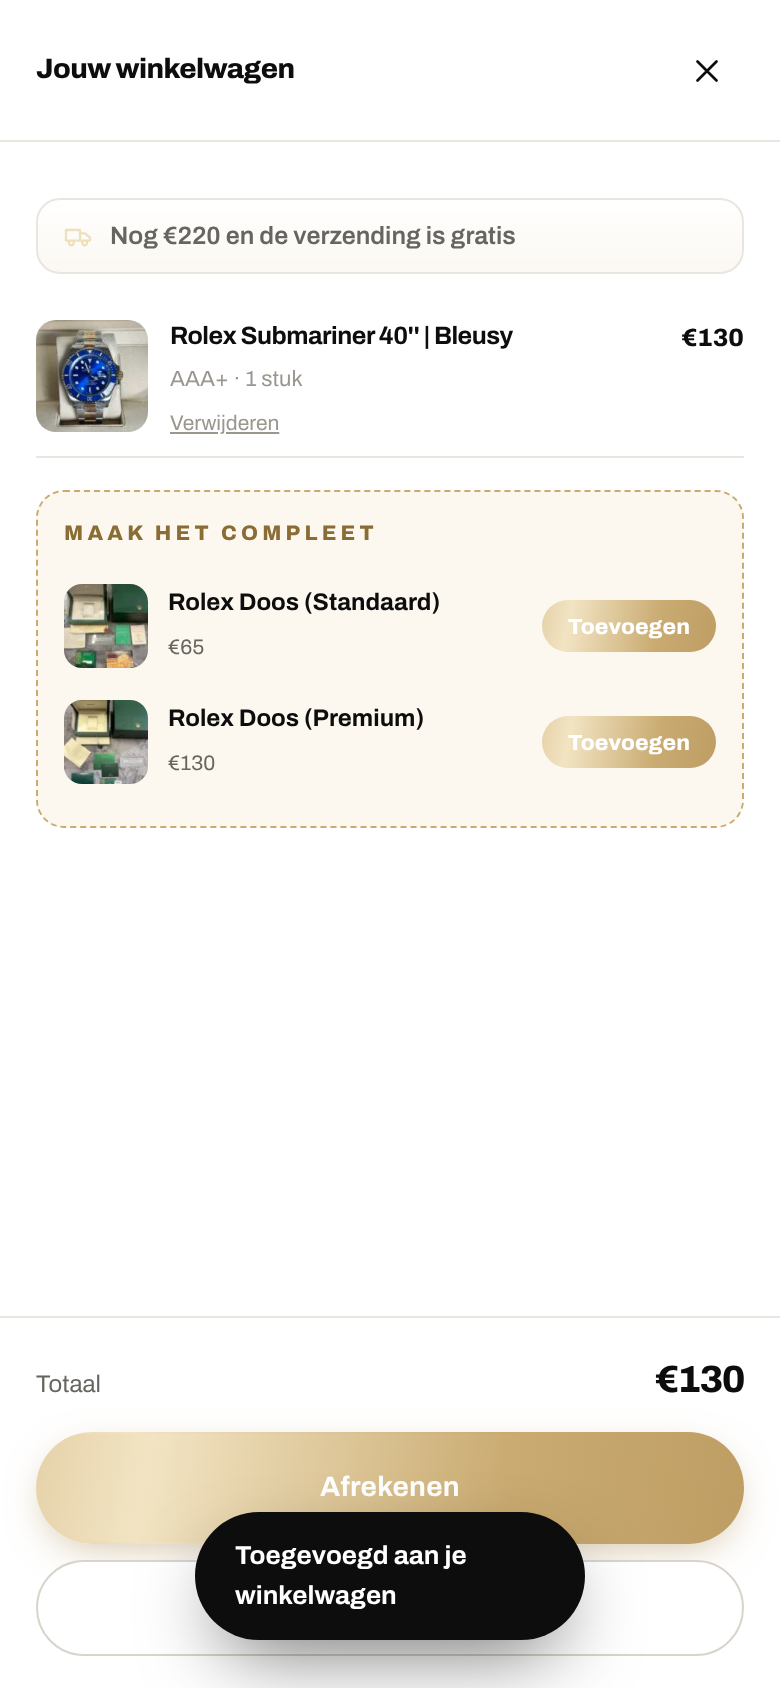 Jouw winkelwagen
Nog €220 en de verzending is gratis
Rolex Submariner 40" | Bleusy
€130
AAA+ · 1 stuk
Verwijderen
MAAK HET COMPLEET
Rolex Doos (Standaard)
€65
Toevoegen
Rolex Doos (Premium)
€130
Toevoegen
Totaal
€130
Afrekenen
Toegevoegd aan je
winkelwagen